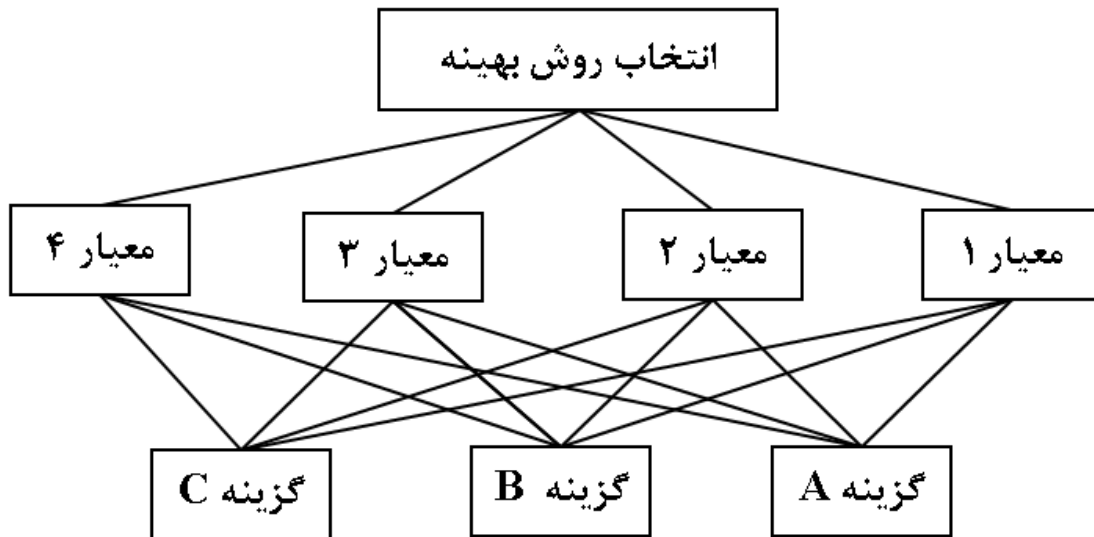 انتخاب روش بهینه
معیار ۱
معیار ۲
معیار ۳
معیار ۴
گزینه A
گزینه B
گزینه C